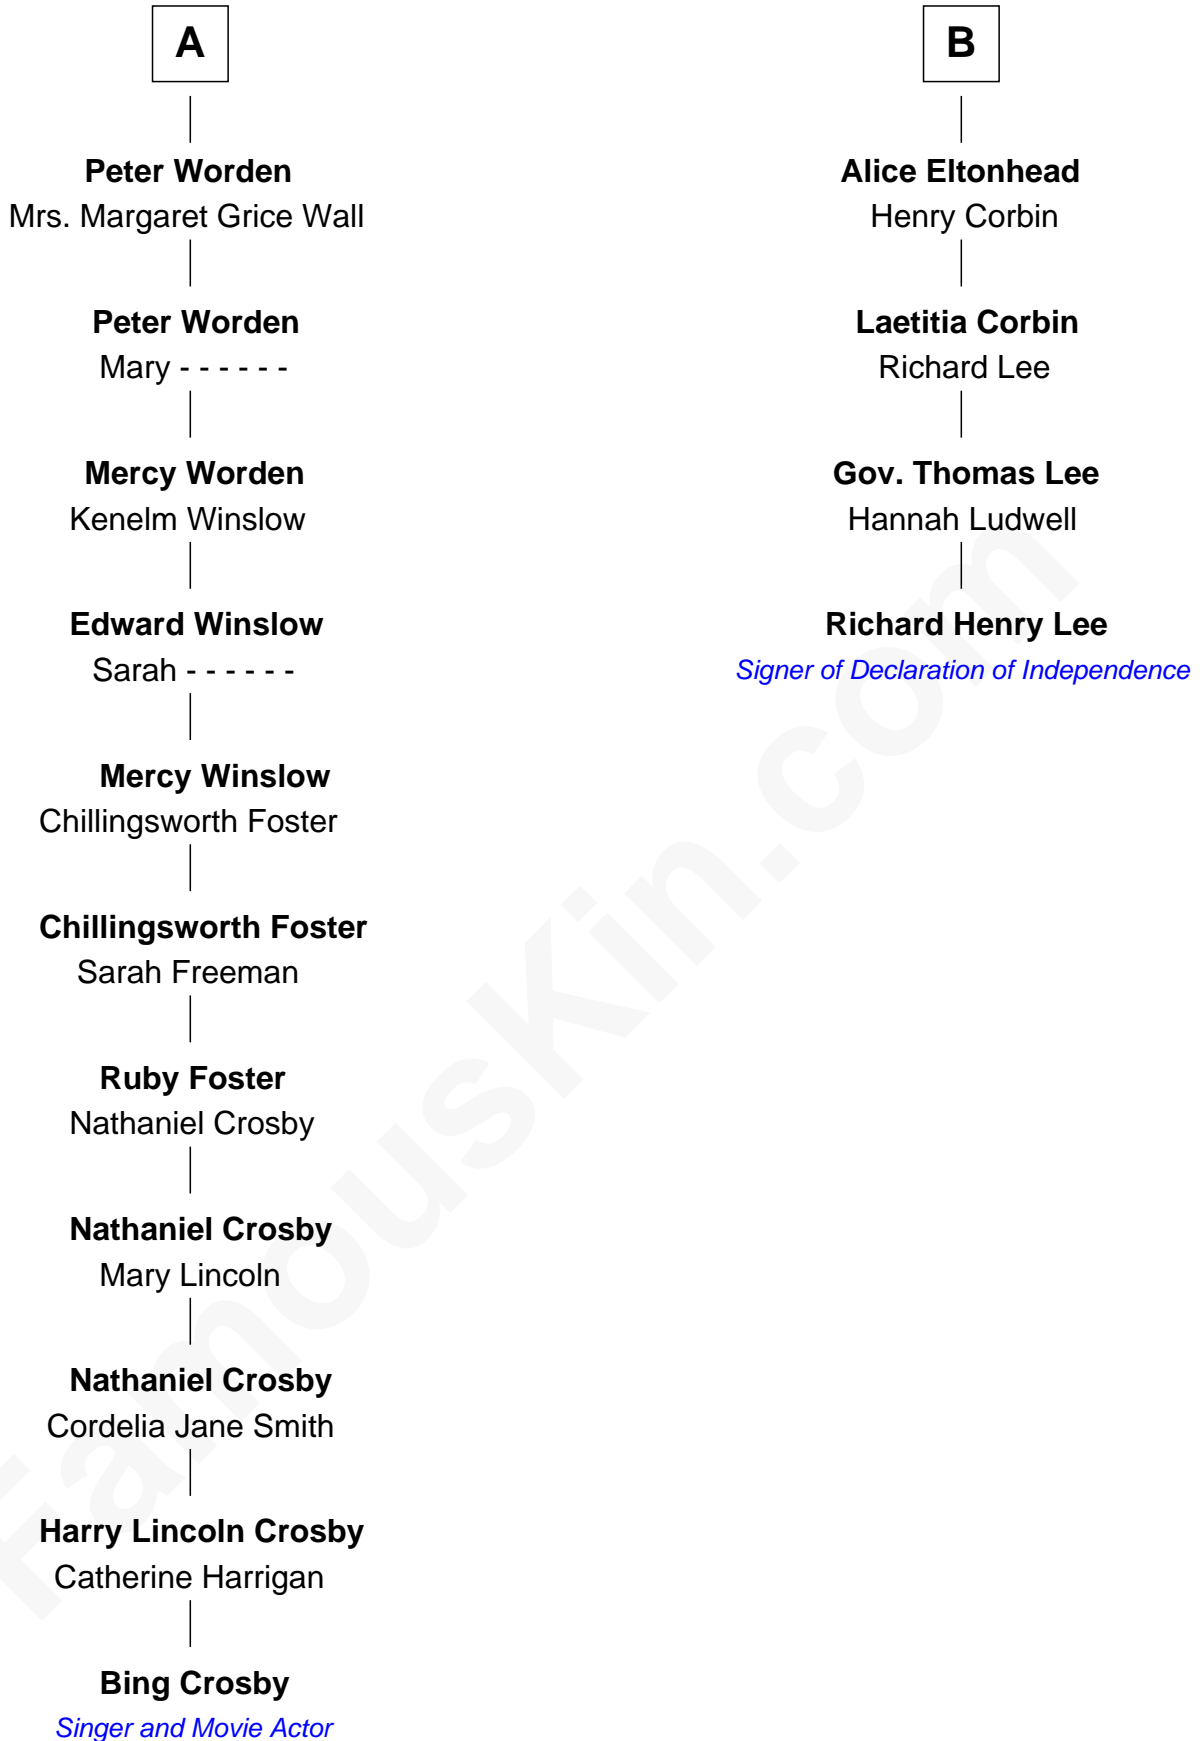 A
Peter Worden
Mrs. Margaret Grice Wall
Peter Worden
Mary - - - - - -
Mercy Worden
Kenelm Winslow
Edward Winslow
Sarah - - - - - -
Mercy Winslow
Chillingsworth Foster
Chillingsworth Foster
Sarah Freeman
Ruby Foster
Nathaniel Crosby
Nathaniel Crosby
Mary Lincoln
Nathaniel Crosby
Cordelia Jane Smith
Harry Lincoln Crosby
Catherine Harrigan
Bing Crosby
Singer and Movie Actor
B
Alice Eltonhead
Henry Corbin
Laetitia Corbin
Richard Lee
Gov. Thomas Lee
Hannah Ludwell
Richard Henry Lee
Signer of Declaration of Independence
FamousKin.com